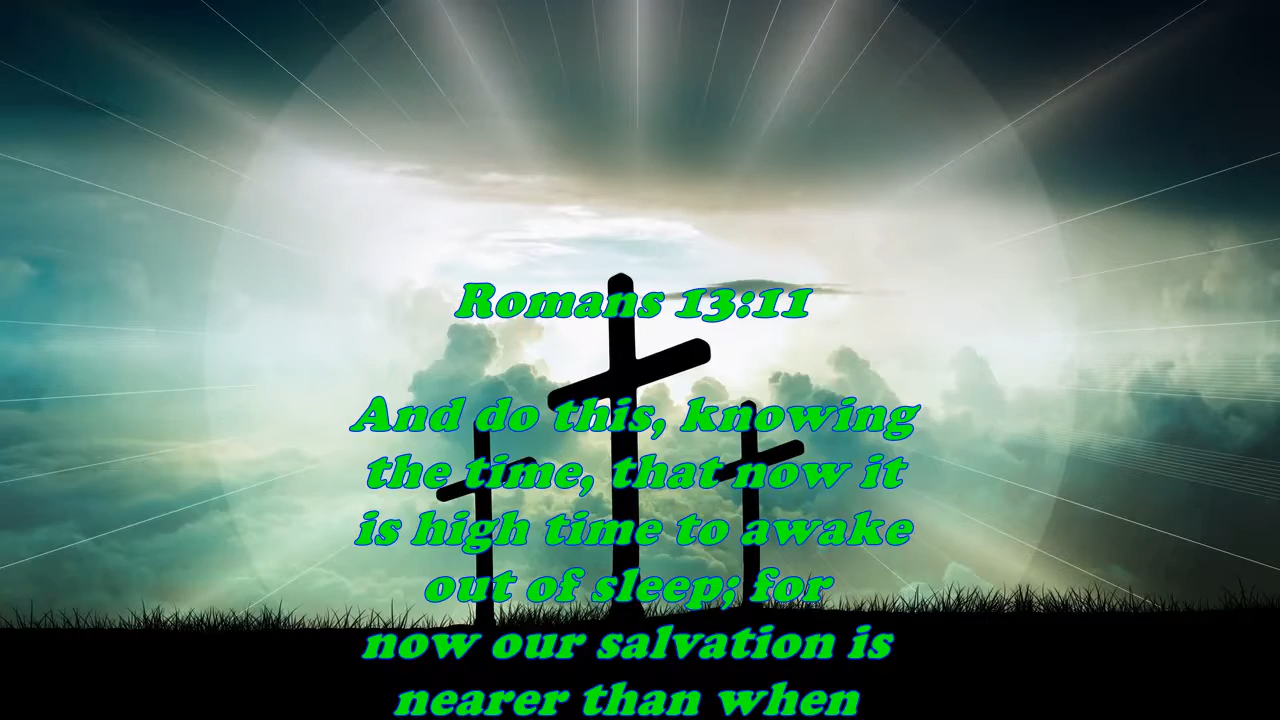 Romans 13:11
And do this, knowing
the time, that now it
is high time to awake
out of sleep; for
now our salvation is
nearer than when